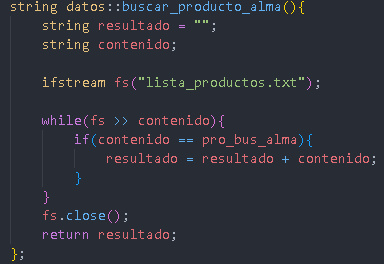 string datos::buscar_producto_alma(){
    string resultado = "";
    string contenido;

    ifstream fs("lista_productos.txt");

    while(fs >> contenido){
        if(contenido == pro_bus_alma){
            resultado = resultado + contenido;
        }
    }
    fs.close();
    return resultado;
};